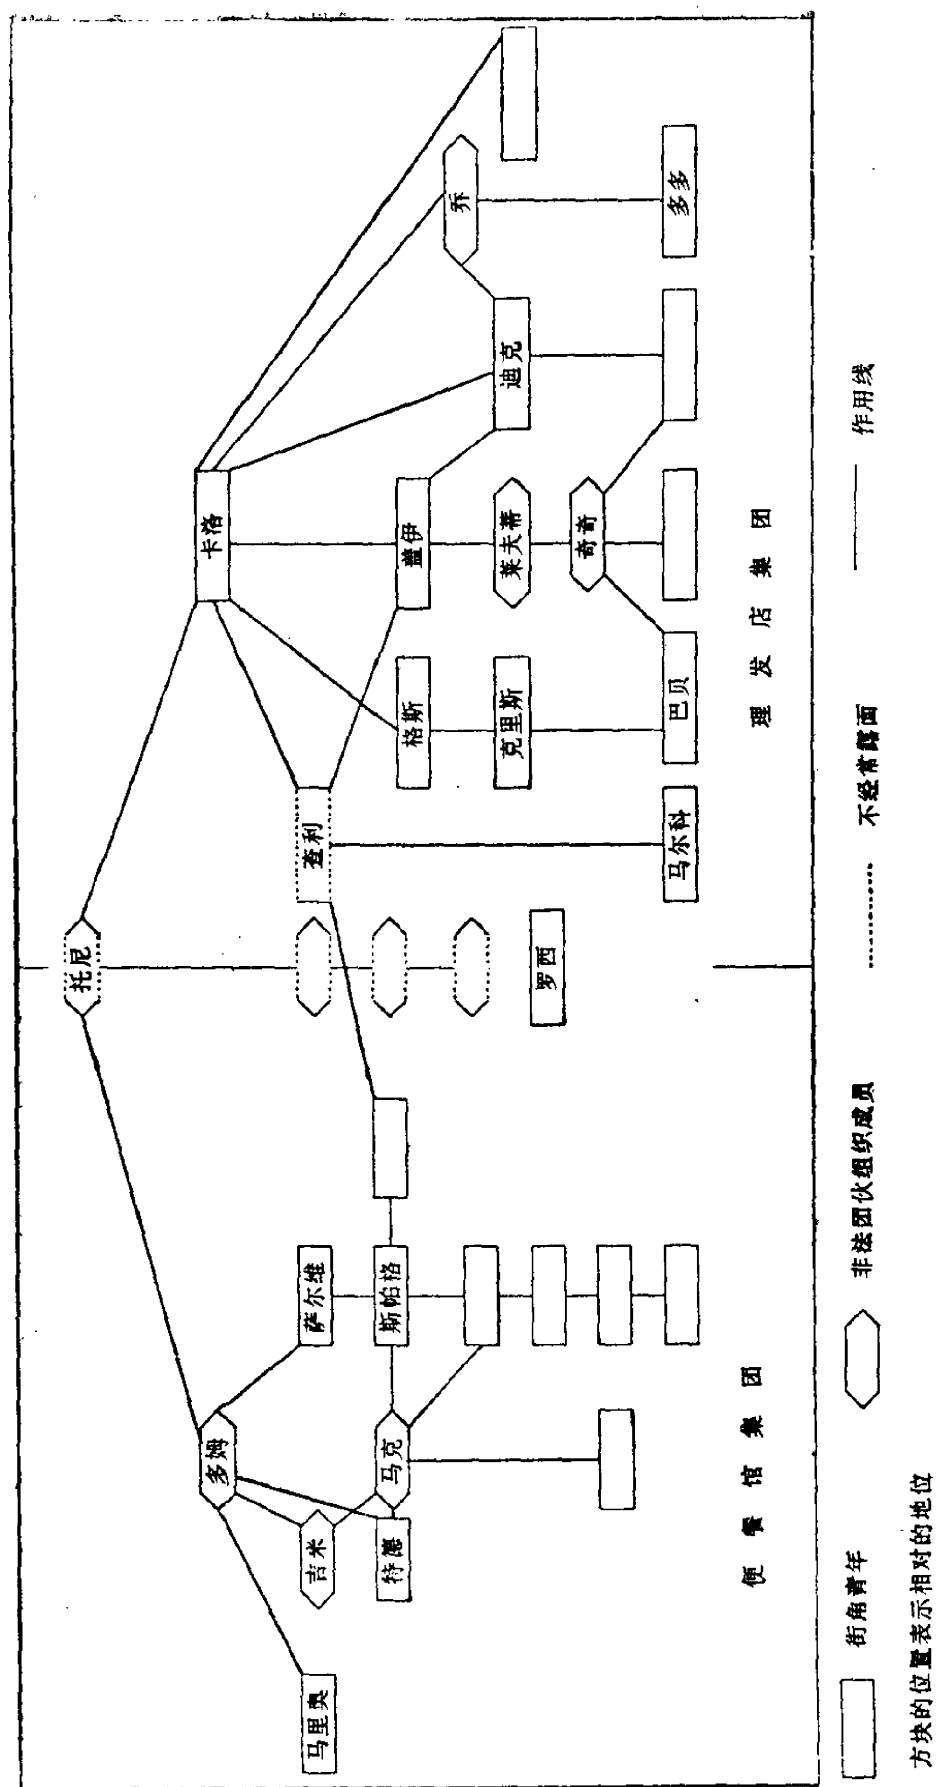 托尼
卡洛
多姆
查利
萨尔维
吉米
马里奥
格斯
盖伊
斯帕格
马克
特德
乔
克里斯
莱夫蒂
迪克
罗西
奇奇
马尔科
巴贝
多多
便餐馆集团
理发店集团
街角青年
非法团伙组织成员
不经常露面
作用线
方块的位置表示相对的地位